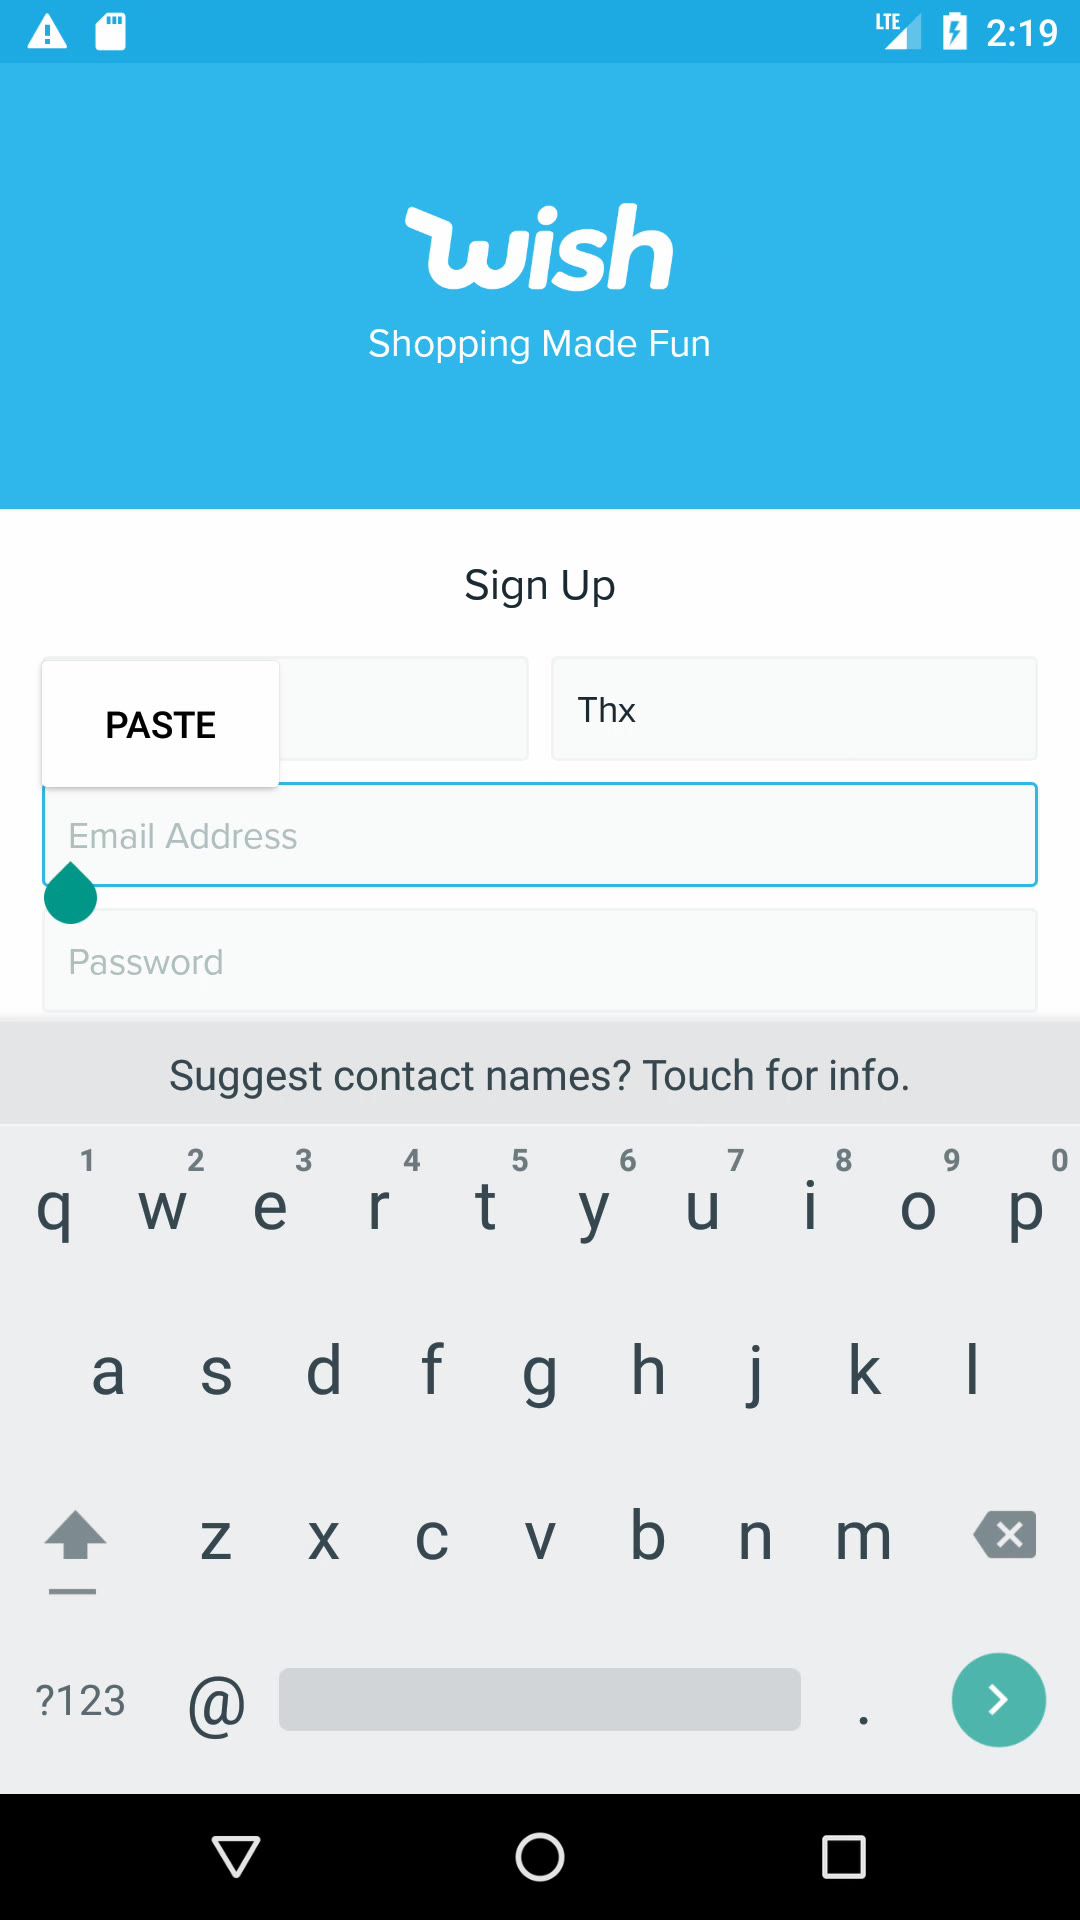 LTE 2:19
wish
Shopping Made Fun
Sign Up
PASTE
Thx
Email Address
Password
Suggest contact names? Touch for info.
1 2 3 4 5 6 7 8 9 0
q w e r t y u i o p
a s d f g h j k l
z x c v b n m
?123 @ .